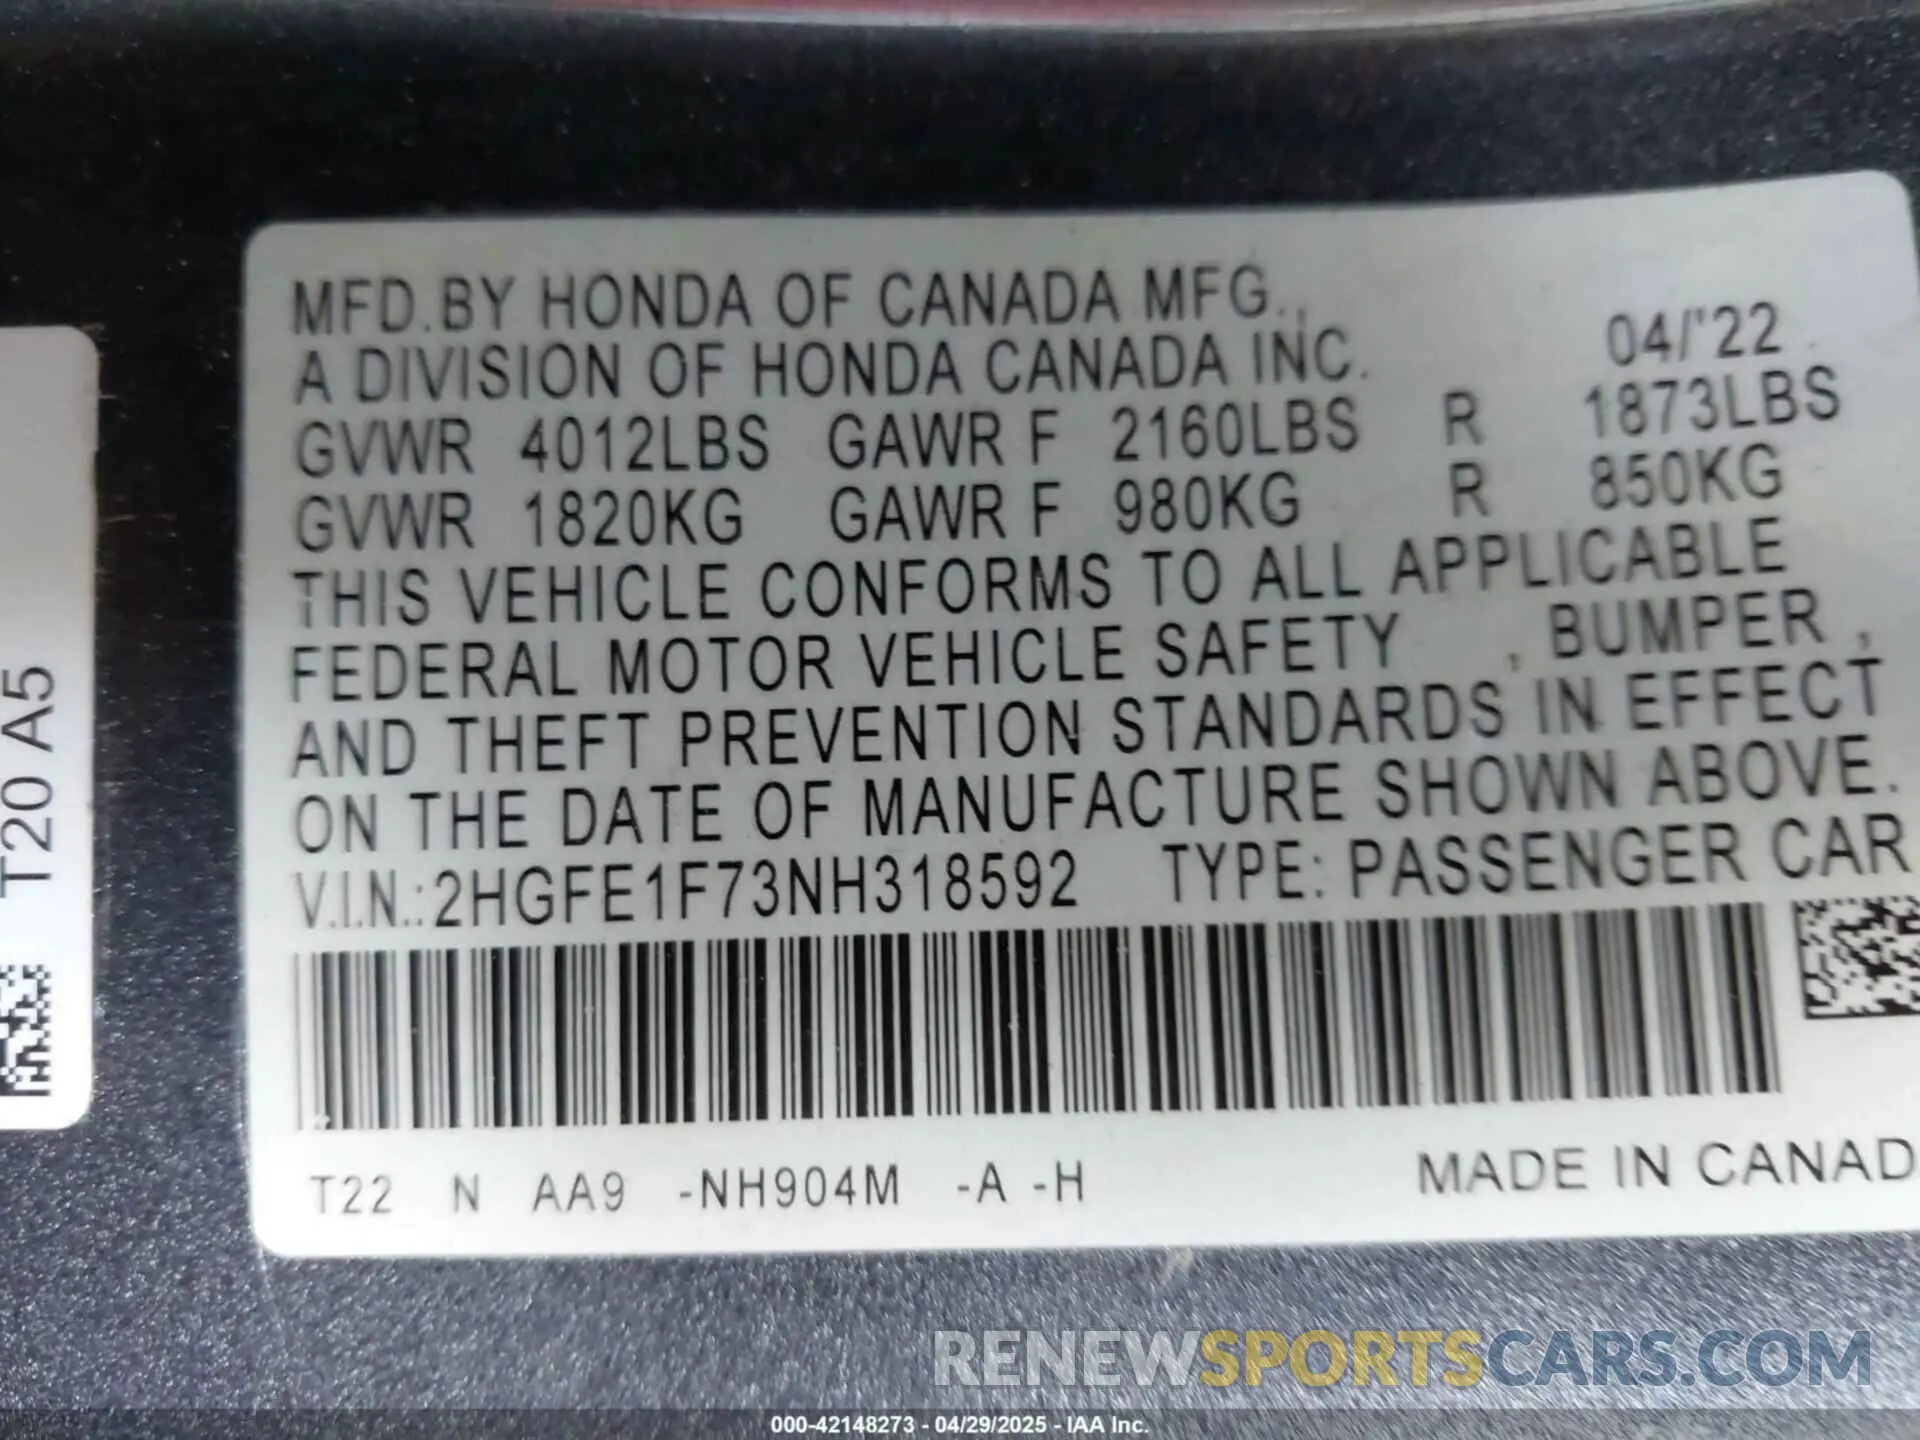 MFD.BY HONDA OF CANADA MFG.,
A DIVISION OF HONDA CANADA INC. 04/'22
GVWR 4012LBS GAWR F 2160LBS R 1873LBS
GVWR 1820KG GAWR F 980KG R 850KG
THIS VEHICLE CONFORMS TO ALL APPLICABLE
FEDERAL MOTOR VEHICLE SAFETY , BUMPER ,
AND THEFT PREVENTION STANDARDS IN EFFECT
ON THE DATE OF MANUFACTURE SHOWN ABOVE.
V.I.N.:2HGFE1F73NH318592 TYPE: PASSENGER CAR
T22 N AA9 -NH904M -A -H MADE IN CANAD
T20 A5
RENEWSPORTSCARS.COM
000-42148273 - 04/29/2025 - IAA Inc.